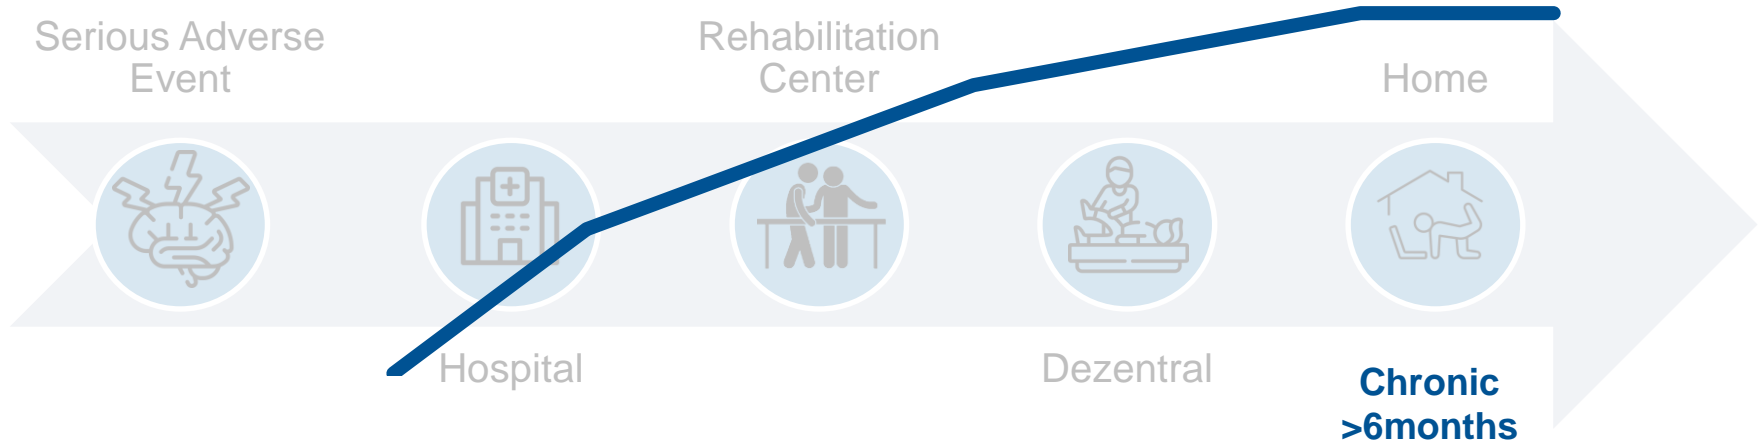 Serious Adverse
Event
Hospital
Rehabilitation
Center
Dezentral
Home
Chronic
>6months